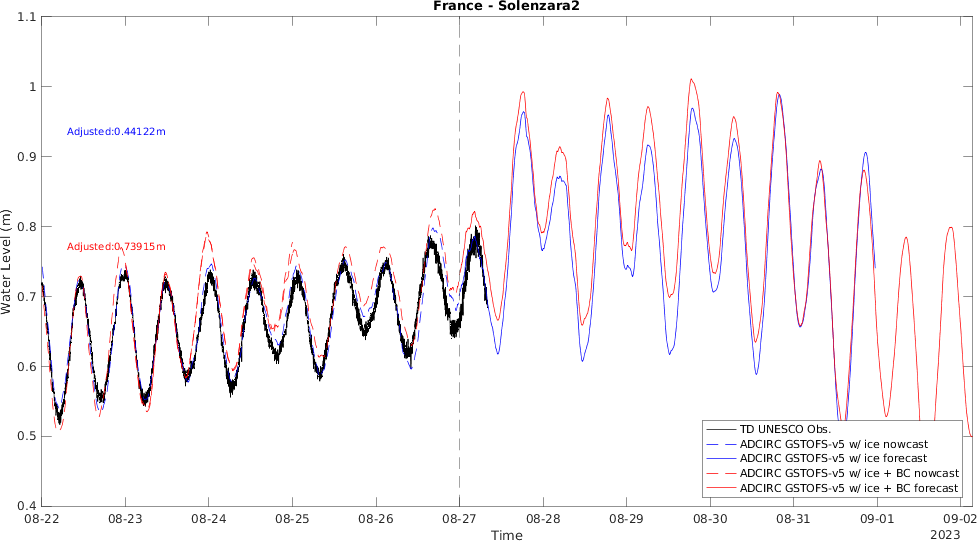 France - Solenzara2
1.1
1
0.9
0.8
0.7
0.6
0.5
0.4
Water Level (m)
Adjusted:0.44122m
Adjusted:0.73915m
TD UNESCO Obs.
ADCIRC GSTOFS-v5 w/ ice nowcast
ADCIRC GSTOFS-v5 w/ ice forecast
ADCIRC GSTOFS-v5 w/ ice + BC nowcast
ADCIRC GSTOFS-v5 w/ ice + BC forecast
08-22 08-23 08-24 08-25 08-26 08-27 08-28 08-29 08-30 08-31 09-01 09-02
Time
2023